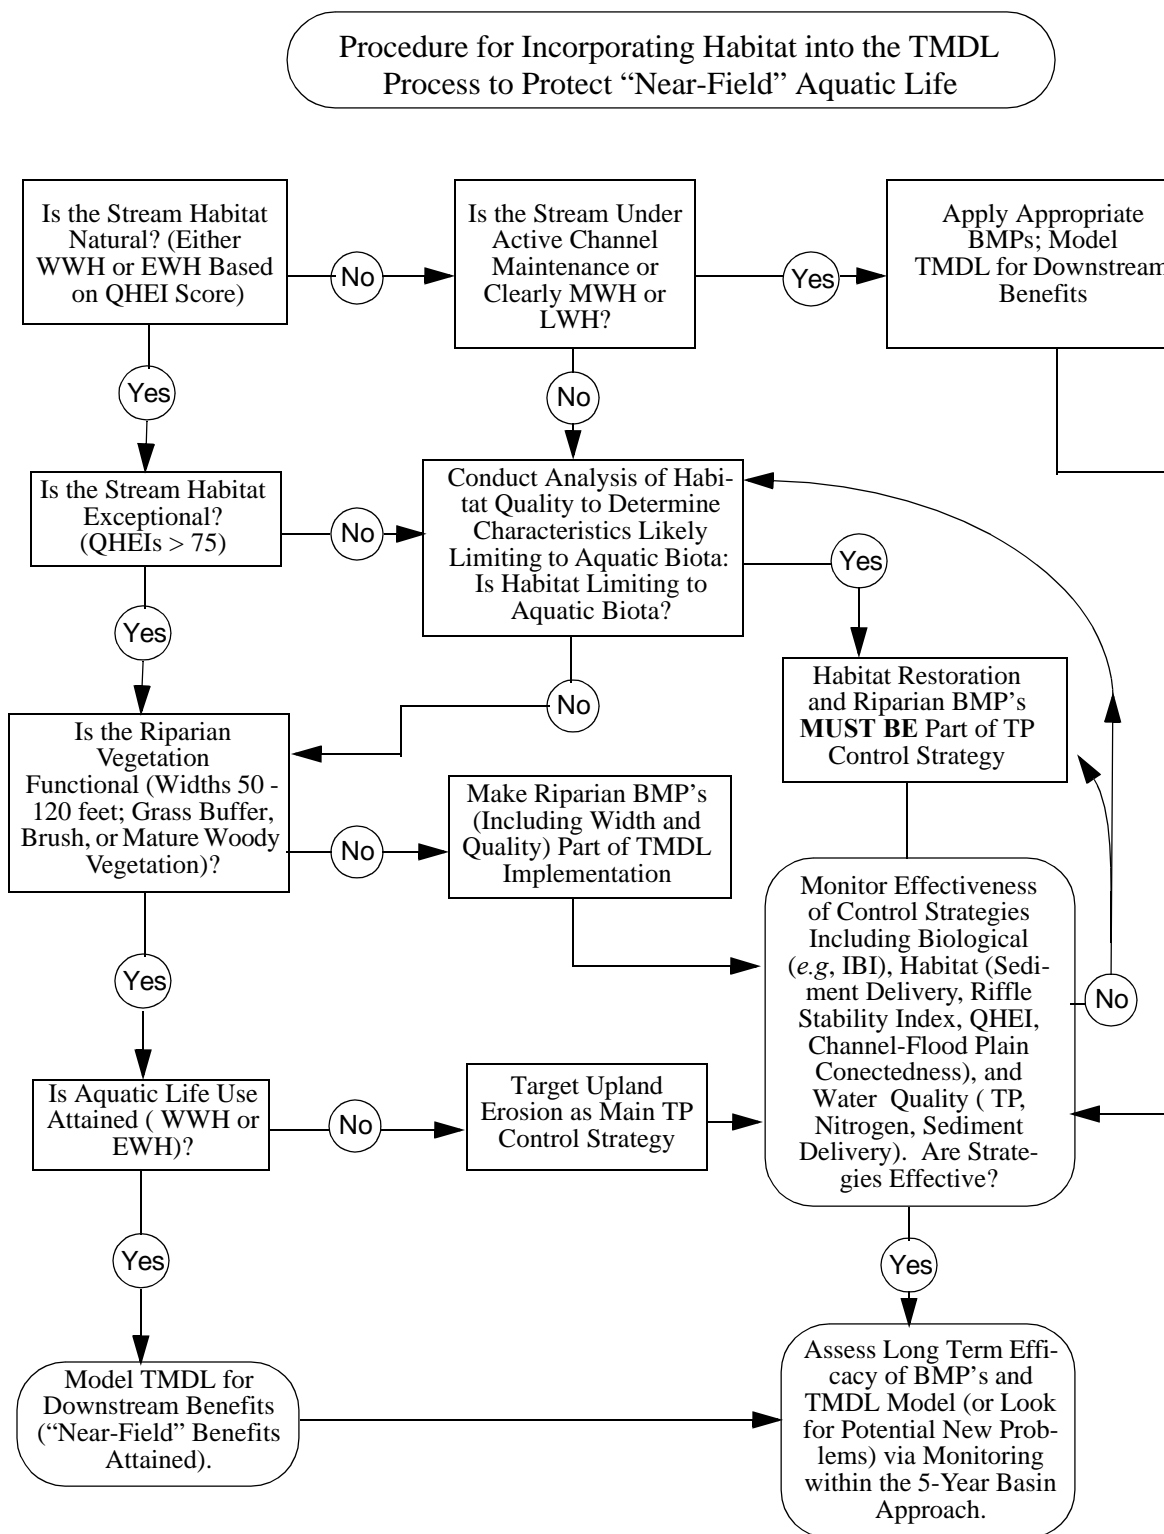 Procedure for Incorporating Habitat into the TMDL
Process to Protect “Near-Field” Aquatic Life
Is the Stream Habitat
Natural? (Either
WWH or EWH Based
on QHEI Score)
No
Is the Stream Under
Active Channel
Maintenance or
Clearly MWH or
LWH?
Yes
Apply Appropriate
BMPs; Model
TMDL for Downstream
Benefits
Yes
No
Is the Stream Habitat
Exceptional?
(QHEIs > 75)
No
Conduct Analysis of Habi-
tat Quality to Determine
Characteristics Likely
Limiting to Aquatic Biota:
Is Habitat Limiting to
Aquatic Biota?
Yes
Yes
No
Habitat Restoration
and Riparian BMP’s
MUST BE Part of TP
Control Strategy
Is the Riparian
Vegetation
Functional (Widths 50 -
120 feet; Grass Buffer,
Brush, or Mature Woody
Vegetation)?
No
Make Riparian BMP’s
(Including Width and
Quality) Part of TMDL
Implementation
Monitor Effectiveness
of Control Strategies
Including Biological
(e.g, IBI), Habitat (Sedi-
ment Delivery, Riffle
Stability Index, QHEI,
Channel-Flood Plain
Conectedness), and
Water Quality ( TP,
Nitrogen, Sediment
Delivery). Are Strate-
gies Effective?
No
Yes
Is Aquatic Life Use
Attained ( WWH or
EWH)?
No
Target Upland
Erosion as Main TP
Control Strategy
Yes
Yes
Model TMDL for
Downstream Benefits
(“Near-Field” Benefits
Attained).
Assess Long Term Effi-
cacy of BMP’s and
TMDL Model (or Look
for Potential New Prob-
lems) via Monitoring
within the 5-Year Basin
Approach.